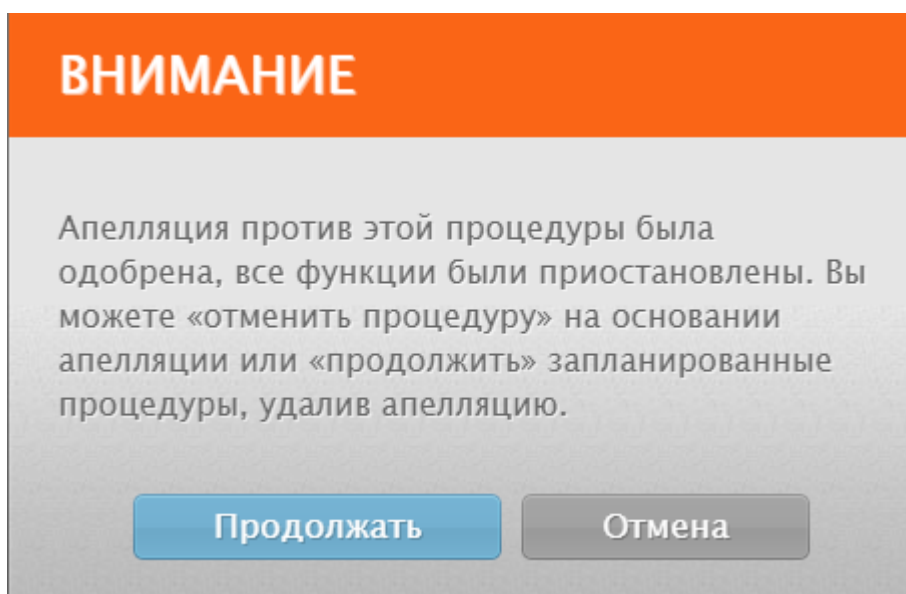 ВНИМАНИЕ
Апелляция против этой процедуры была
одобрена, все функции были приостановлены. Вы
можете «отменить процедуру» на основании
апелляции или «продолжить» запланированные
процедуры, удалив апелляцию.
Продолжать
Отмена